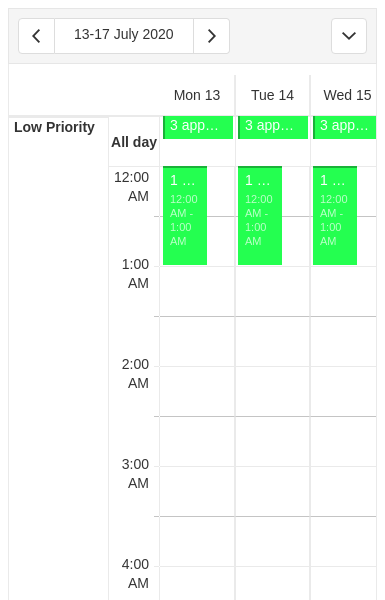 13-17 July 2020
Mon 13
Tue 14
Wed 15
Low Priority
All day
3 app…
3 app…
3 app…
12:00
AM
1 …
12:00
AM -
1:00
AM
1 …
12:00
AM -
1:00
AM
1 …
12:00
AM -
1:00
AM
1:00
AM
2:00
AM
3:00
AM
4:00
AM